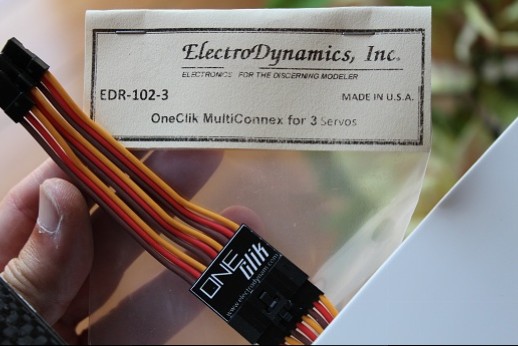 ElectroDynamics, Inc.
ELECTRONICS FOR THE DISCERNING MODELER
EDR-102-3
MADE IN U.S.A.
OneClik MultiConnex for 3 Servos
ONE
Clik